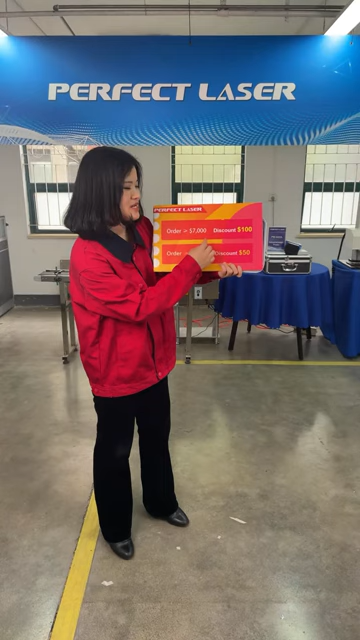 PERFECT LASER
PERFECT LASER
Order ≥ $7,000 Discount $100
Order Discount $50